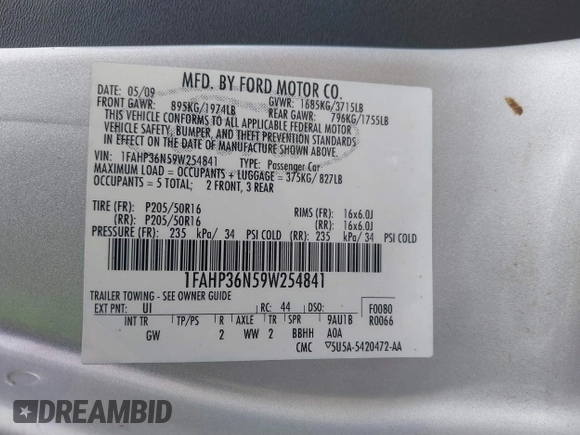 MFD. BY FORD MOTOR CO.
DATE: 05/09 GVWR: 1685KG/3715LB
FRONT GAWR: 895KG/1974LB REAR GAWR: 796KG/1755LB
THIS VEHICLE CONFORMS TO ALL APPLICABLE FEDERAL MOTOR
VEHICLE SAFETY, BUMPER, AND THEFT PREVENTION STANDARDS
IN EFFECT ON THE DATE OF MANUFACTURE SHOWN ABOVE.
VIN: 1FAHP36N59W254841 TYPE: Passenger Car
MAXIMUM LOAD = OCCUPANTS + LUGGAGE = 375KG/ 827LB
OCCUPANTS = 5 TOTAL; 2 FRONT, 3 REAR
TIRE (FR): P205/50R16 RIMS (FR): 16x6.0J
(RR): P205/50R16 (RR): 16x6.0J
PRESSURE (FR): 235 kPa/ 34 PSI COLD (RR): 235 kPa/ 34 PSI COLD
1FAHP36N59W254841
TRAILER TOWING - SEE OWNER GUIDE
EXT PNT: UI RC: 44 DSO: F0080
INT TR TP/PS R AXLE TR SPR 9AU1B R0066
GW 2 WW 2 BBHH A0A
CMC ▽5U5A-5420472-AA
DREAMBID